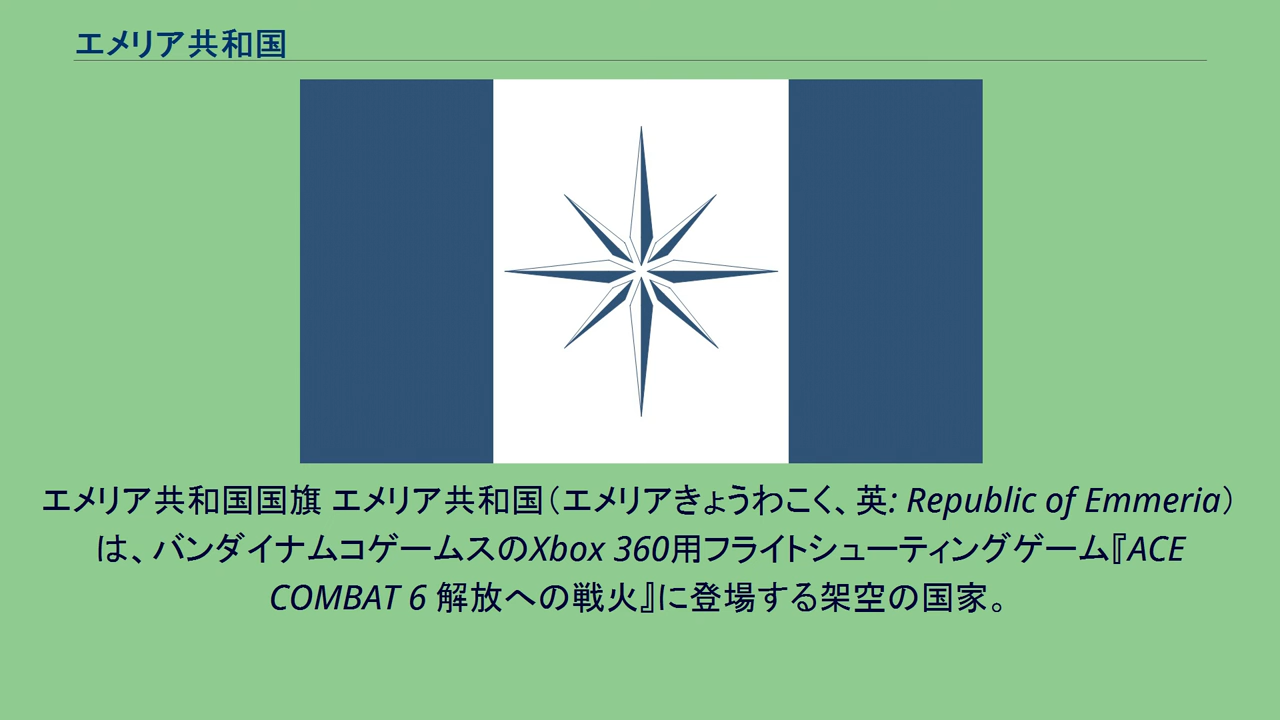 エメリア共和国
エメリア共和国国旗 エメリア共和国（エメリアきょうわこく、英: Republic of Emmeria）
は、バンダイナムコゲームスのXbox 360用フライトシューティングゲーム『ACE
COMBAT 6 解放への戦火』に登場する架空の国家。